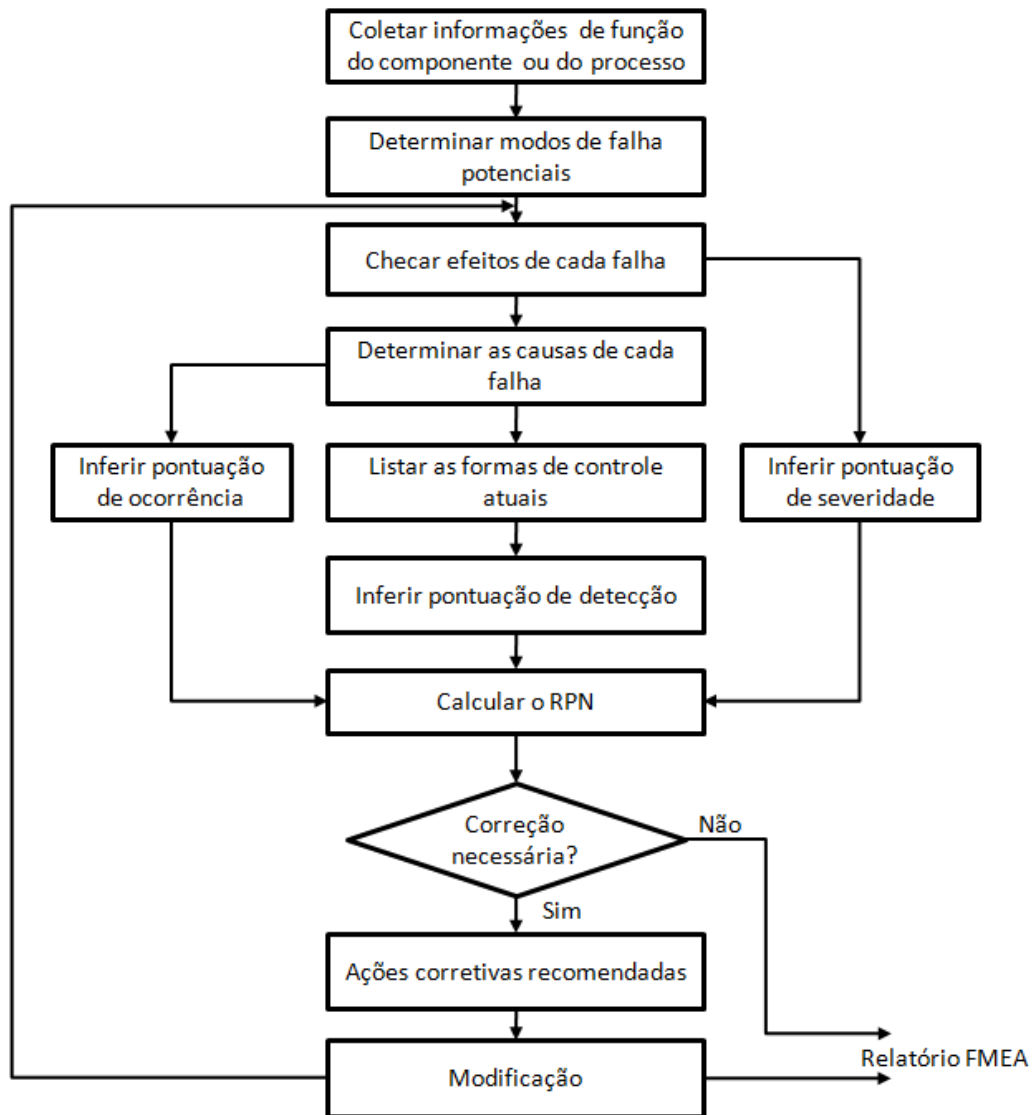 Coletar informações de função
do componente ou do processo
Determinar modos de falha
potenciais
Checar efeitos de cada falha
Determinar as causas de cada
falha
Inferir pontuação
de ocorrência
Listar as formas de controle
atuais
Inferir pontuação
de severidade
Inferir pontuação de detecção
Calcular o RPN
Correção
necessária?
Não
Sim
Ações corretivas recomendadas
Relatório FMEA
Modificação